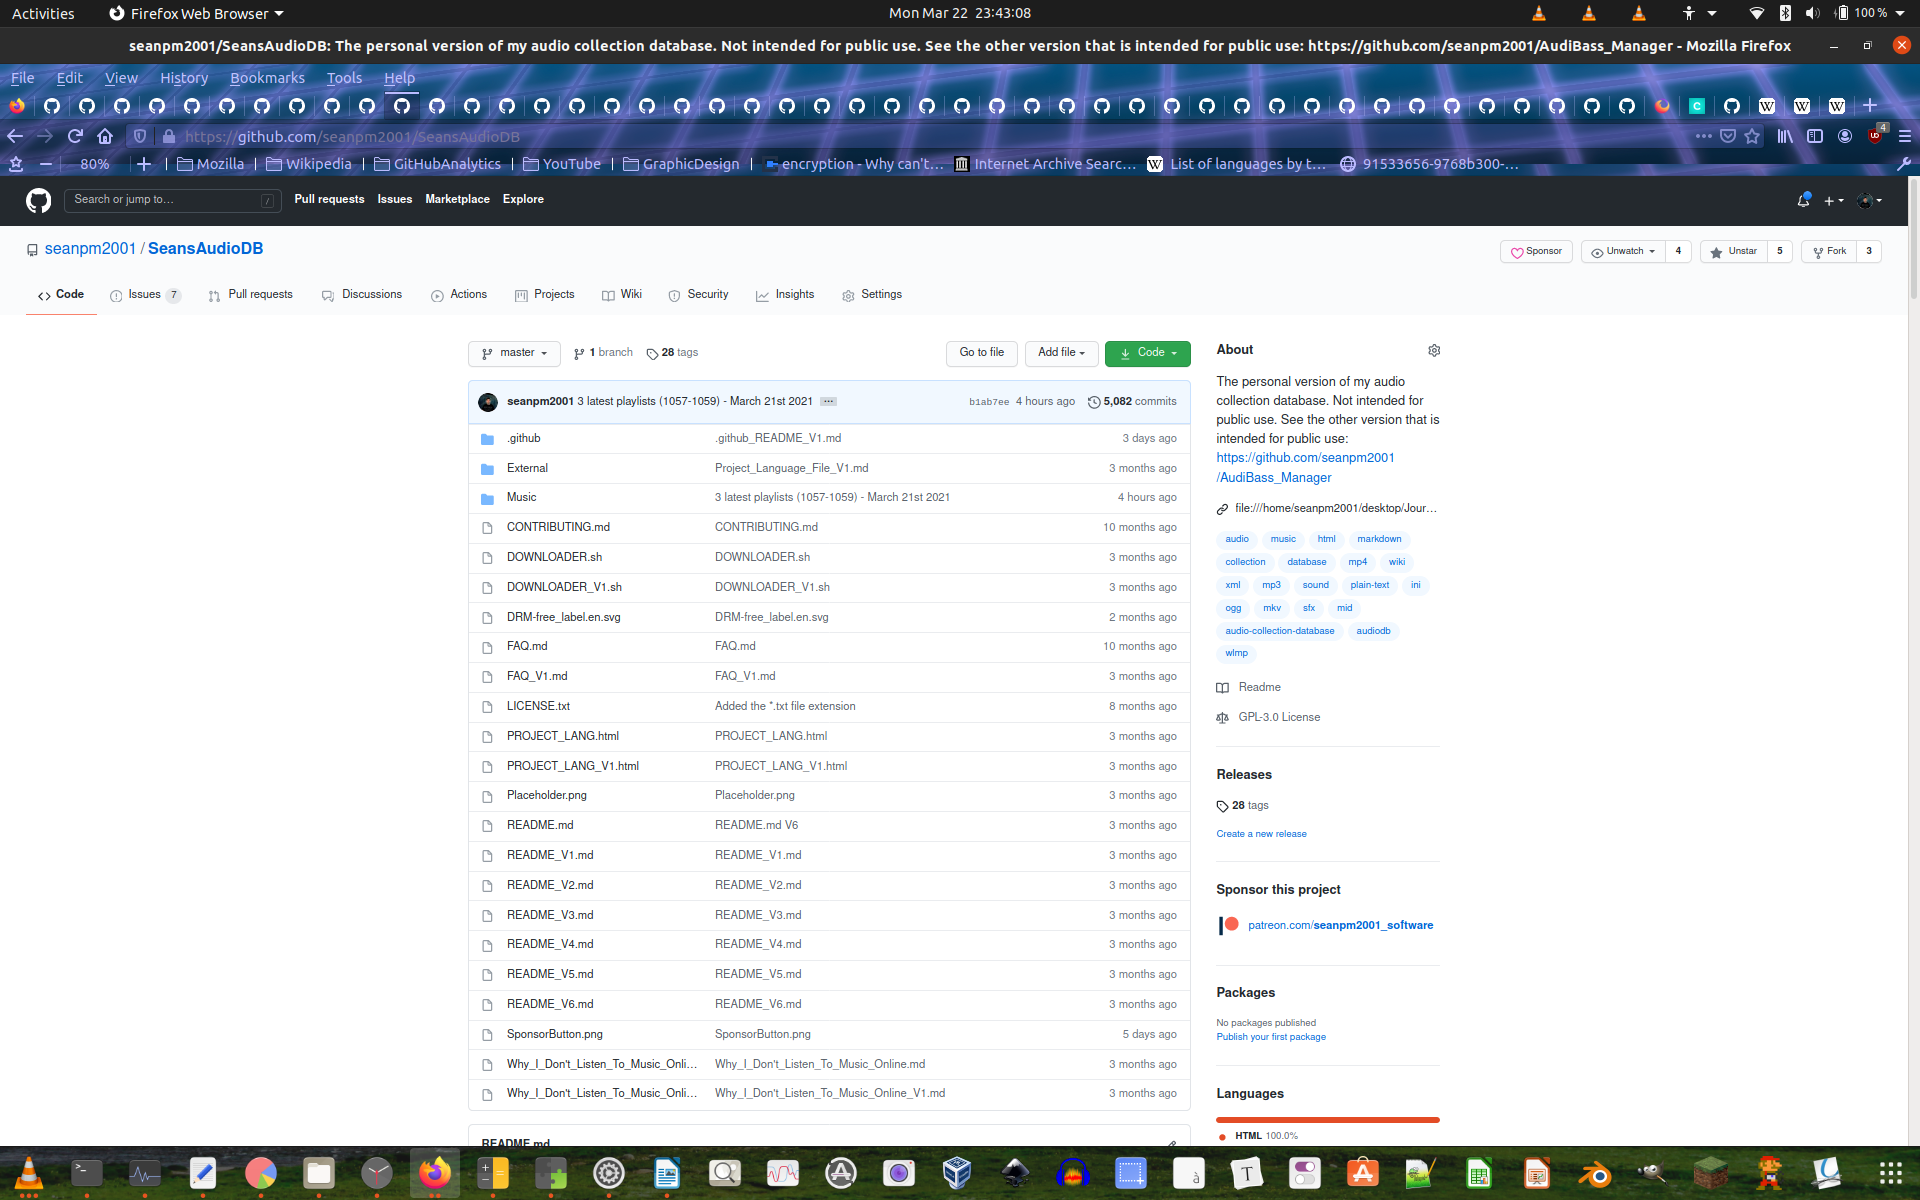 Activities
Firefox Web Browser
Mon Mar 22 23:43:08
100 %
seanpm2001/SeansAudioDB: The personal version of my audio collection database. Not intended for public use. See the other version that is intended for public use: https://github.com/seanpm2001/AudiBass_Manager - Mozilla Firefox
File Edit View History Bookmarks Tools Help
https://github.com/seanpm2001/SeansAudioDB
4
80%
Mozilla
Wikipedia
GitHubAnalytics
YouTube
GraphicDesign
encryption - Why can't…
Internet Archive Searc…
List of languages by t…
91533656-9768b300-…
Search or jump to…
/
Pull requests Issues Marketplace Explore
seanpm2001 / SeansAudioDB
Sponsor
Unwatch 4
Unstar 5
Fork 3
Code
Issues 7
Pull requests
Discussions
Actions
Projects
Wiki
Security
Insights
Settings
master
1 branch
28 tags
Go to file
Add file
Code
seanpm2001 3 latest playlists (1057-1059) - March 21st 2021 …
b1ab7ee 4 hours ago 5,082 commits
.github .github_README_V1.md 3 days ago
External Project_Language_File_V1.md 3 months ago
Music 3 latest playlists (1057-1059) - March 21st 2021 4 hours ago
CONTRIBUTING.md CONTRIBUTING.md 10 months ago
DOWNLOADER.sh DOWNLOADER.sh 3 months ago
DOWNLOADER_V1.sh DOWNLOADER_V1.sh 3 months ago
DRM-free_label.en.svg DRM-free_label.en.svg 2 months ago
FAQ.md FAQ.md 10 months ago
FAQ_V1.md FAQ_V1.md 3 months ago
LICENSE.txt Added the *.txt file extension 8 months ago
PROJECT_LANG.html PROJECT_LANG.html 3 months ago
PROJECT_LANG_V1.html PROJECT_LANG_V1.html 3 months ago
Placeholder.png Placeholder.png 3 months ago
README.md README.md V6 3 months ago
README_V1.md README_V1.md 3 months ago
README_V2.md README_V2.md 3 months ago
README_V3.md README_V3.md 3 months ago
README_V4.md README_V4.md 3 months ago
README_V5.md README_V5.md 3 months ago
README_V6.md README_V6.md 3 months ago
SponsorButton.png SponsorButton.png 5 days ago
Why_I_Don't_Listen_To_Music_Onli… Why_I_Don't_Listen_To_Music_Online.md 3 months ago
Why_I_Don't_Listen_To_Music_Onli… Why_I_Don't_Listen_To_Music_Online_V1.md 3 months ago
README.md
About
The personal version of my audio
collection database. Not intended for
public use. See the other version that is
intended for public use:
https://github.com/seanpm2001
/AudiBass_Manager
file:///home/seanpm2001/desktop/Jour…
audio music html markdown
collection database mp4 wiki
xml mp3 sound plain-text ini
ogg mkv sfx mid
audio-collection-database audiodb
wlmp
Readme
GPL-3.0 License
Releases
28 tags
Create a new release
Sponsor this project
patreon.com/seanpm2001_software
Packages
No packages published
Publish your first package
Languages
HTML 100.0%